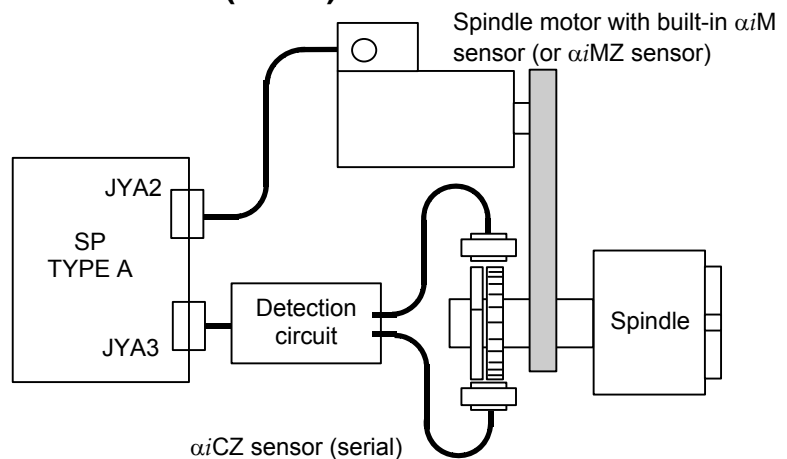 Spindle motor with built-in αiM
sensor (or αiMZ sensor)
JYA2
SP
TYPE A
JYA3
Detection
circuit
Spindle
αiCZ sensor (serial)